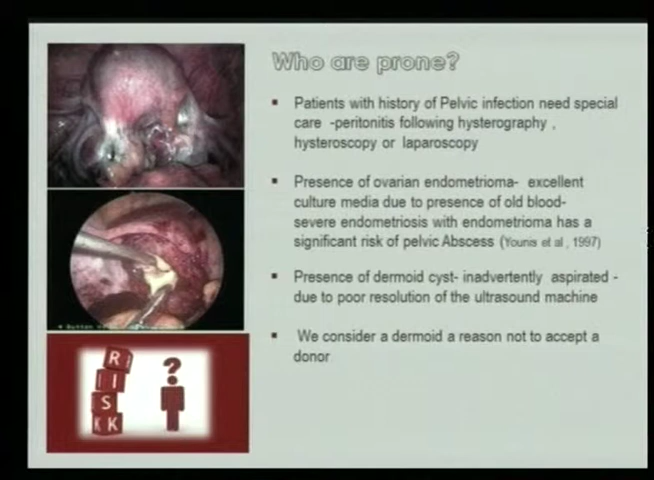 Who are prone?
Patients with history of Pelvic infection need special
care -peritonitis following hysterography ,
hysteroscopy or laparoscopy
Presence of ovarian endometrioma- excellent
culture media due to presence of old blood-
severe endometriosis with endometrioma has a
significant risk of pelvic Abscess (Younis et al , 1997)
Presence of dermoid cyst- inadvertently aspirated -
due to poor resolution of the ultrasound machine
We consider a dermoid a reason not to accept a
donor
R
I
S
K K
?